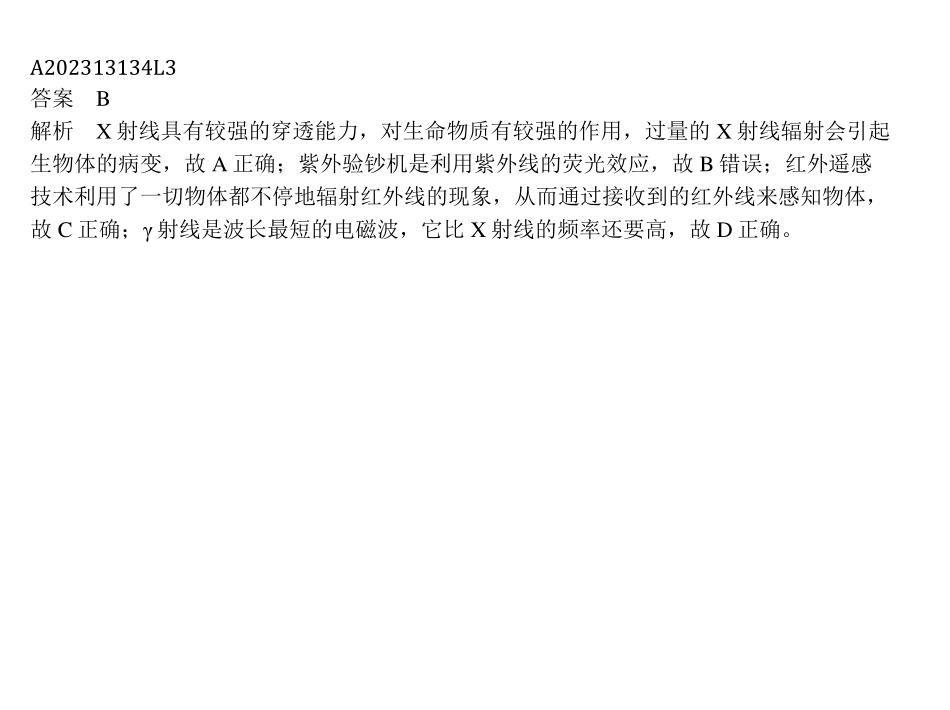 A202313134L3
答案　B
解析　X 射线具有较强的穿透能力，对生命物质有较强的作用，过量的 X 射线辐射会引起
生物体的病变，故 A 正确；紫外验钞机是利用紫外线的荧光效应，故 B 错误；红外遥感
技术利用了一切物体都不停地辐射红外线的现象，从而通过接收到的红外线来感知物体，
故 C 正确；γ 射线是波长最短的电磁波，它比 X 射线的频率还要高，故 D 正确。